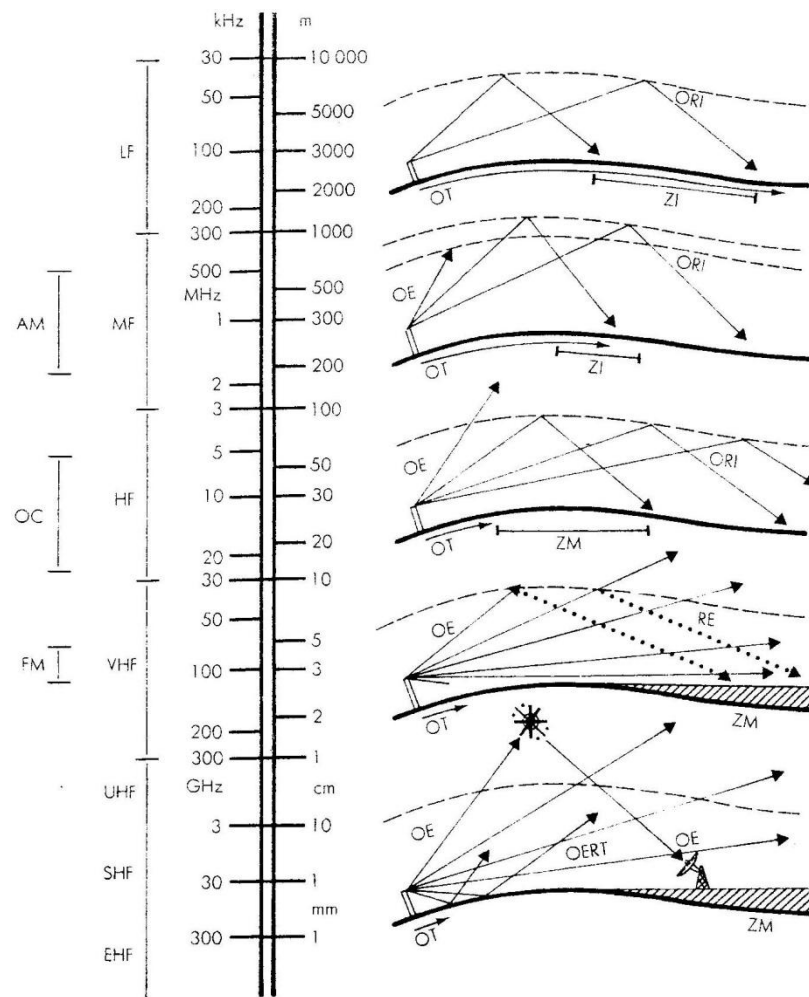 kHz m
30 10 000
50
5000
ORI
LF 100 3000
2000 OT ZI
200
300 1000
500
ORI
500 OE
MHz
AM MF 1 300
200 OT ZI
2
3 100
5
50 OE ORI
OC HF 10 30
20 OT ZM
20
30 10
50
5 OE RE
FM VHF 100 3
2 OT ZM
200
300 1
UHF GHz cm
3 10 OE OERT OE
SHF 30 1
mm OT ZM
EHF 300 1